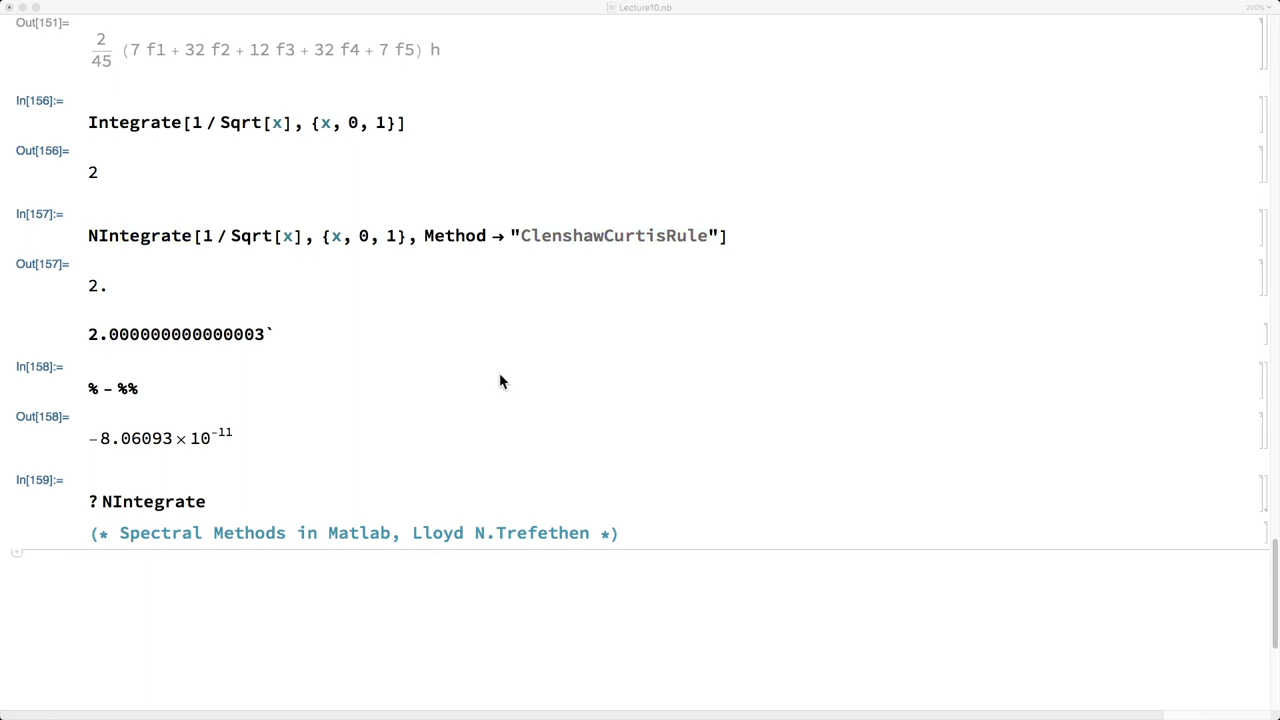 Lecture10.nb
200%
Out[151]=
2/45 (7 f1 + 32 f2 + 12 f3 + 32 f4 + 7 f5) h
In[156]:=
Integrate[1 / Sqrt[x], {x, 0, 1}]
Out[156]=
2
In[157]:=
NIntegrate[1 / Sqrt[x], {x, 0, 1}, Method → "ClenshawCurtisRule"]
Out[157]=
2.
2.000000000000003`
In[158]:=
% - %%
Out[158]=
-8.06093 × 10^-11
In[159]:=
? NIntegrate
(* Spectral Methods in Matlab, Lloyd N.Trefethen *)